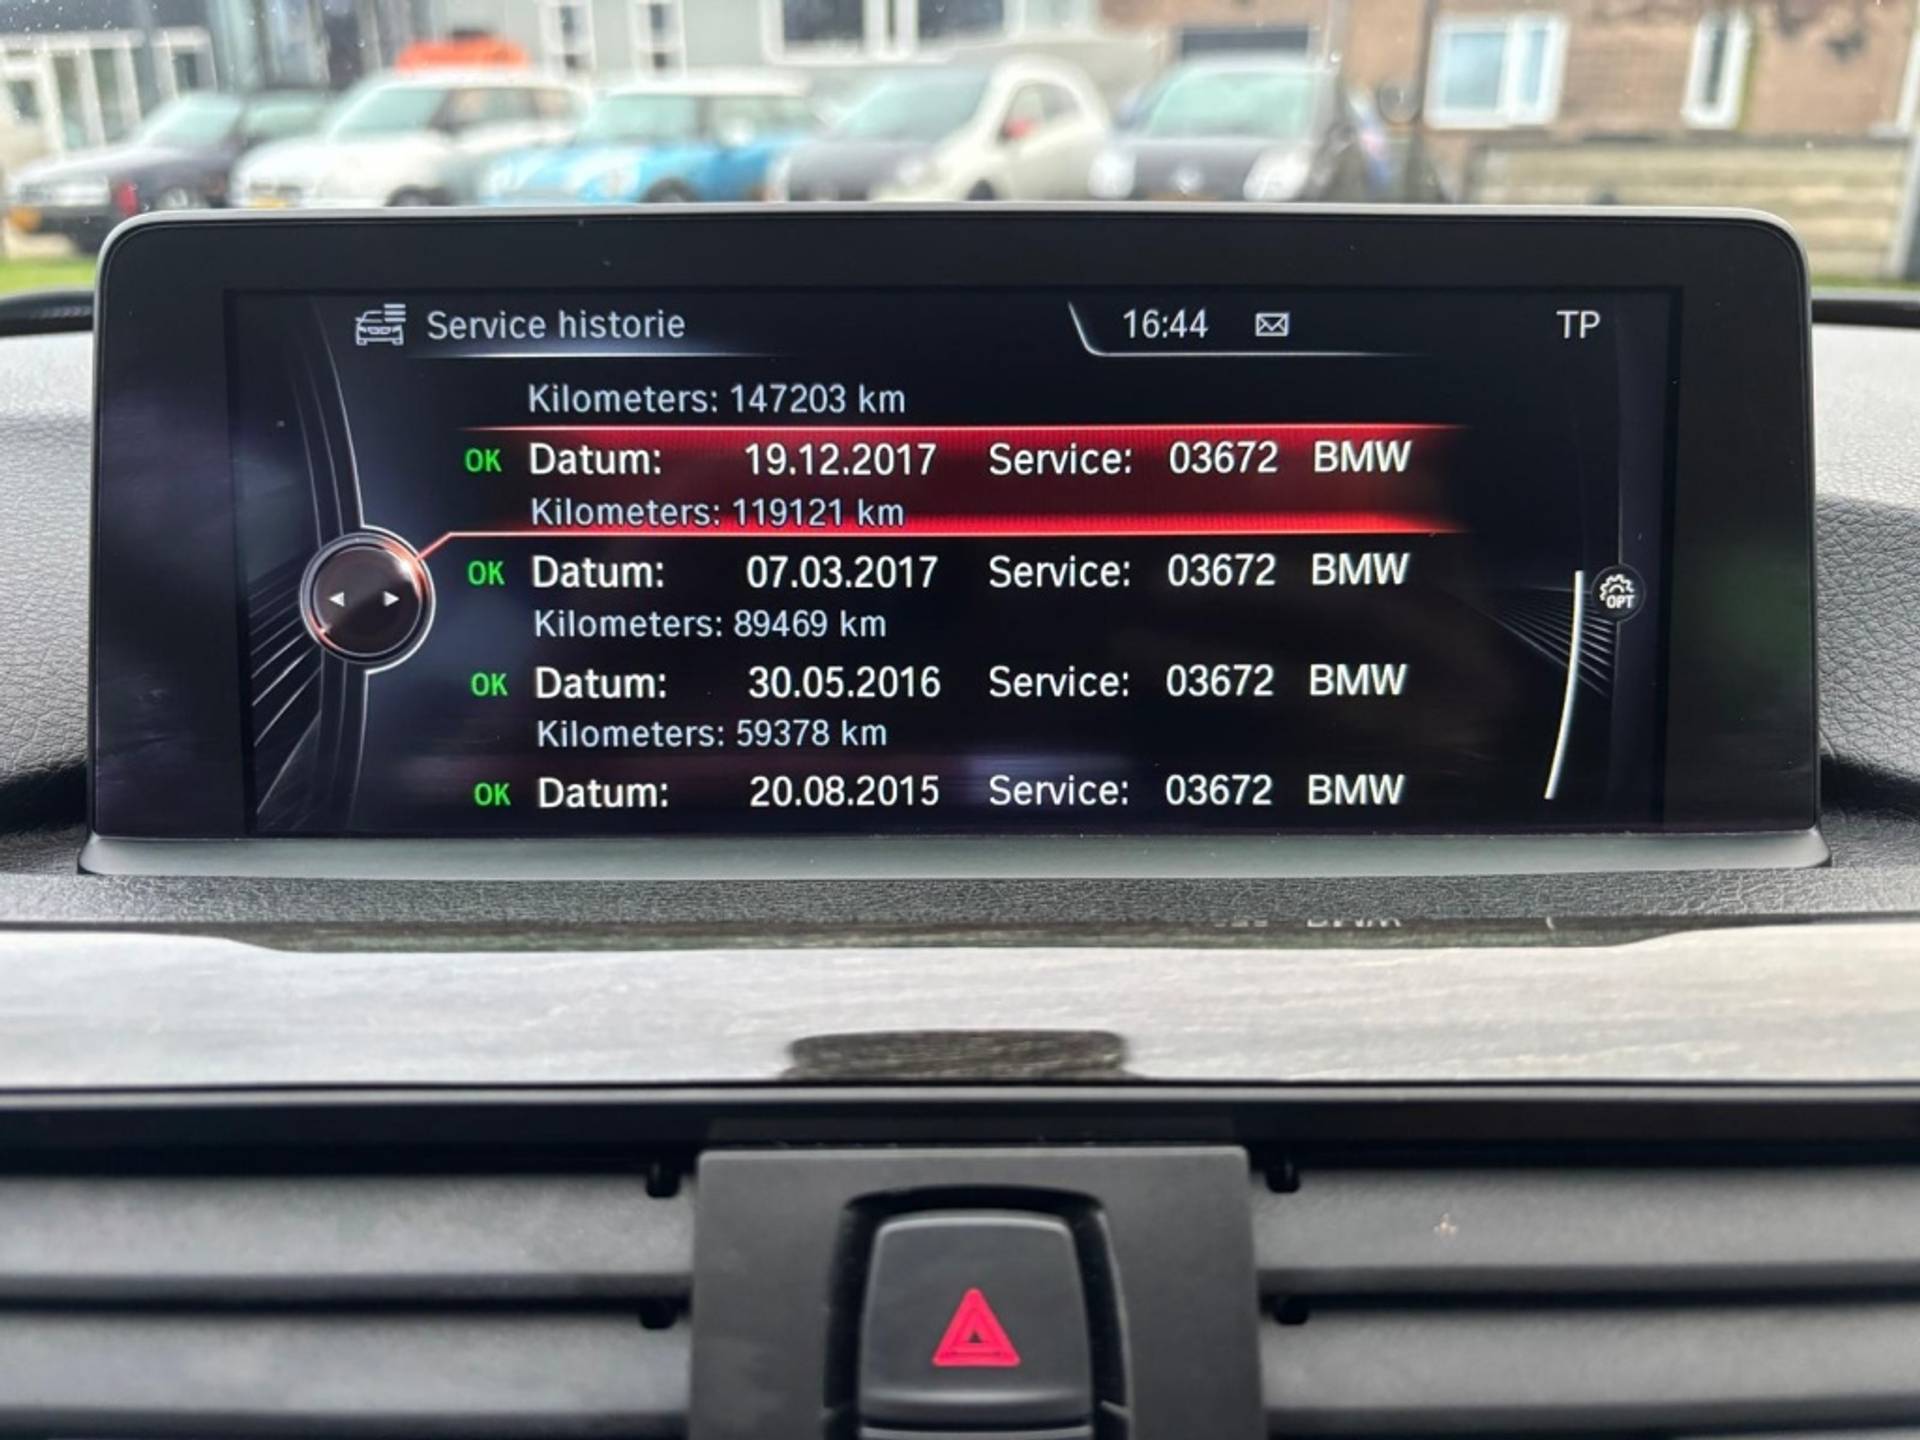 Service historie 16:44 TP
Kilometers: 147203 km
OK Datum: 19.12.2017 Service: 03672 BMW
Kilometers: 119121 km
OK Datum: 07.03.2017 Service: 03672 BMW
OPT
Kilometers: 89469 km
OK Datum: 30.05.2016 Service: 03672 BMW
Kilometers: 59378 km
OK Datum: 20.08.2015 Service: 03672 BMW